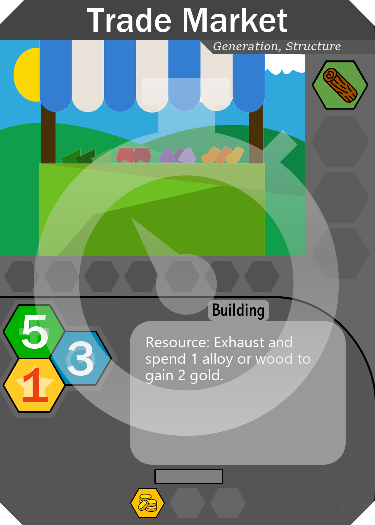 Trade Market
Generation, Structure
Building
5
3
1
Resource: Exhaust and
spend 1 alloy or wood to
gain 2 gold.